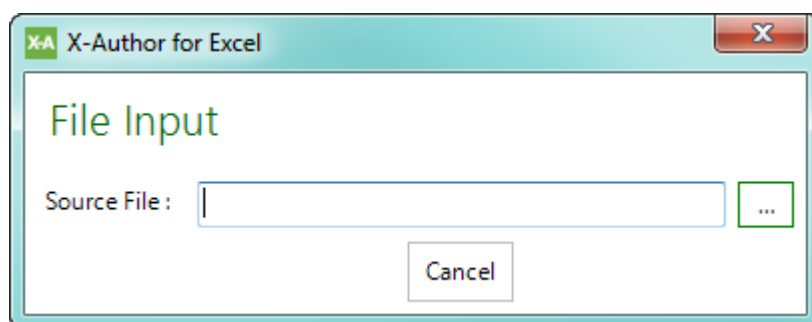 X-A X-Author for Excel
File Input
Source File : ...
Cancel